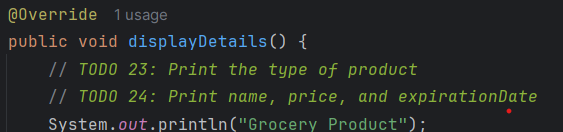 @Override 1 usage
public void displayDetails() {
// TODO 23: Print the type of product
// TODO 24: Print name, price, and expirationDate
System.out.println("Grocery Product");